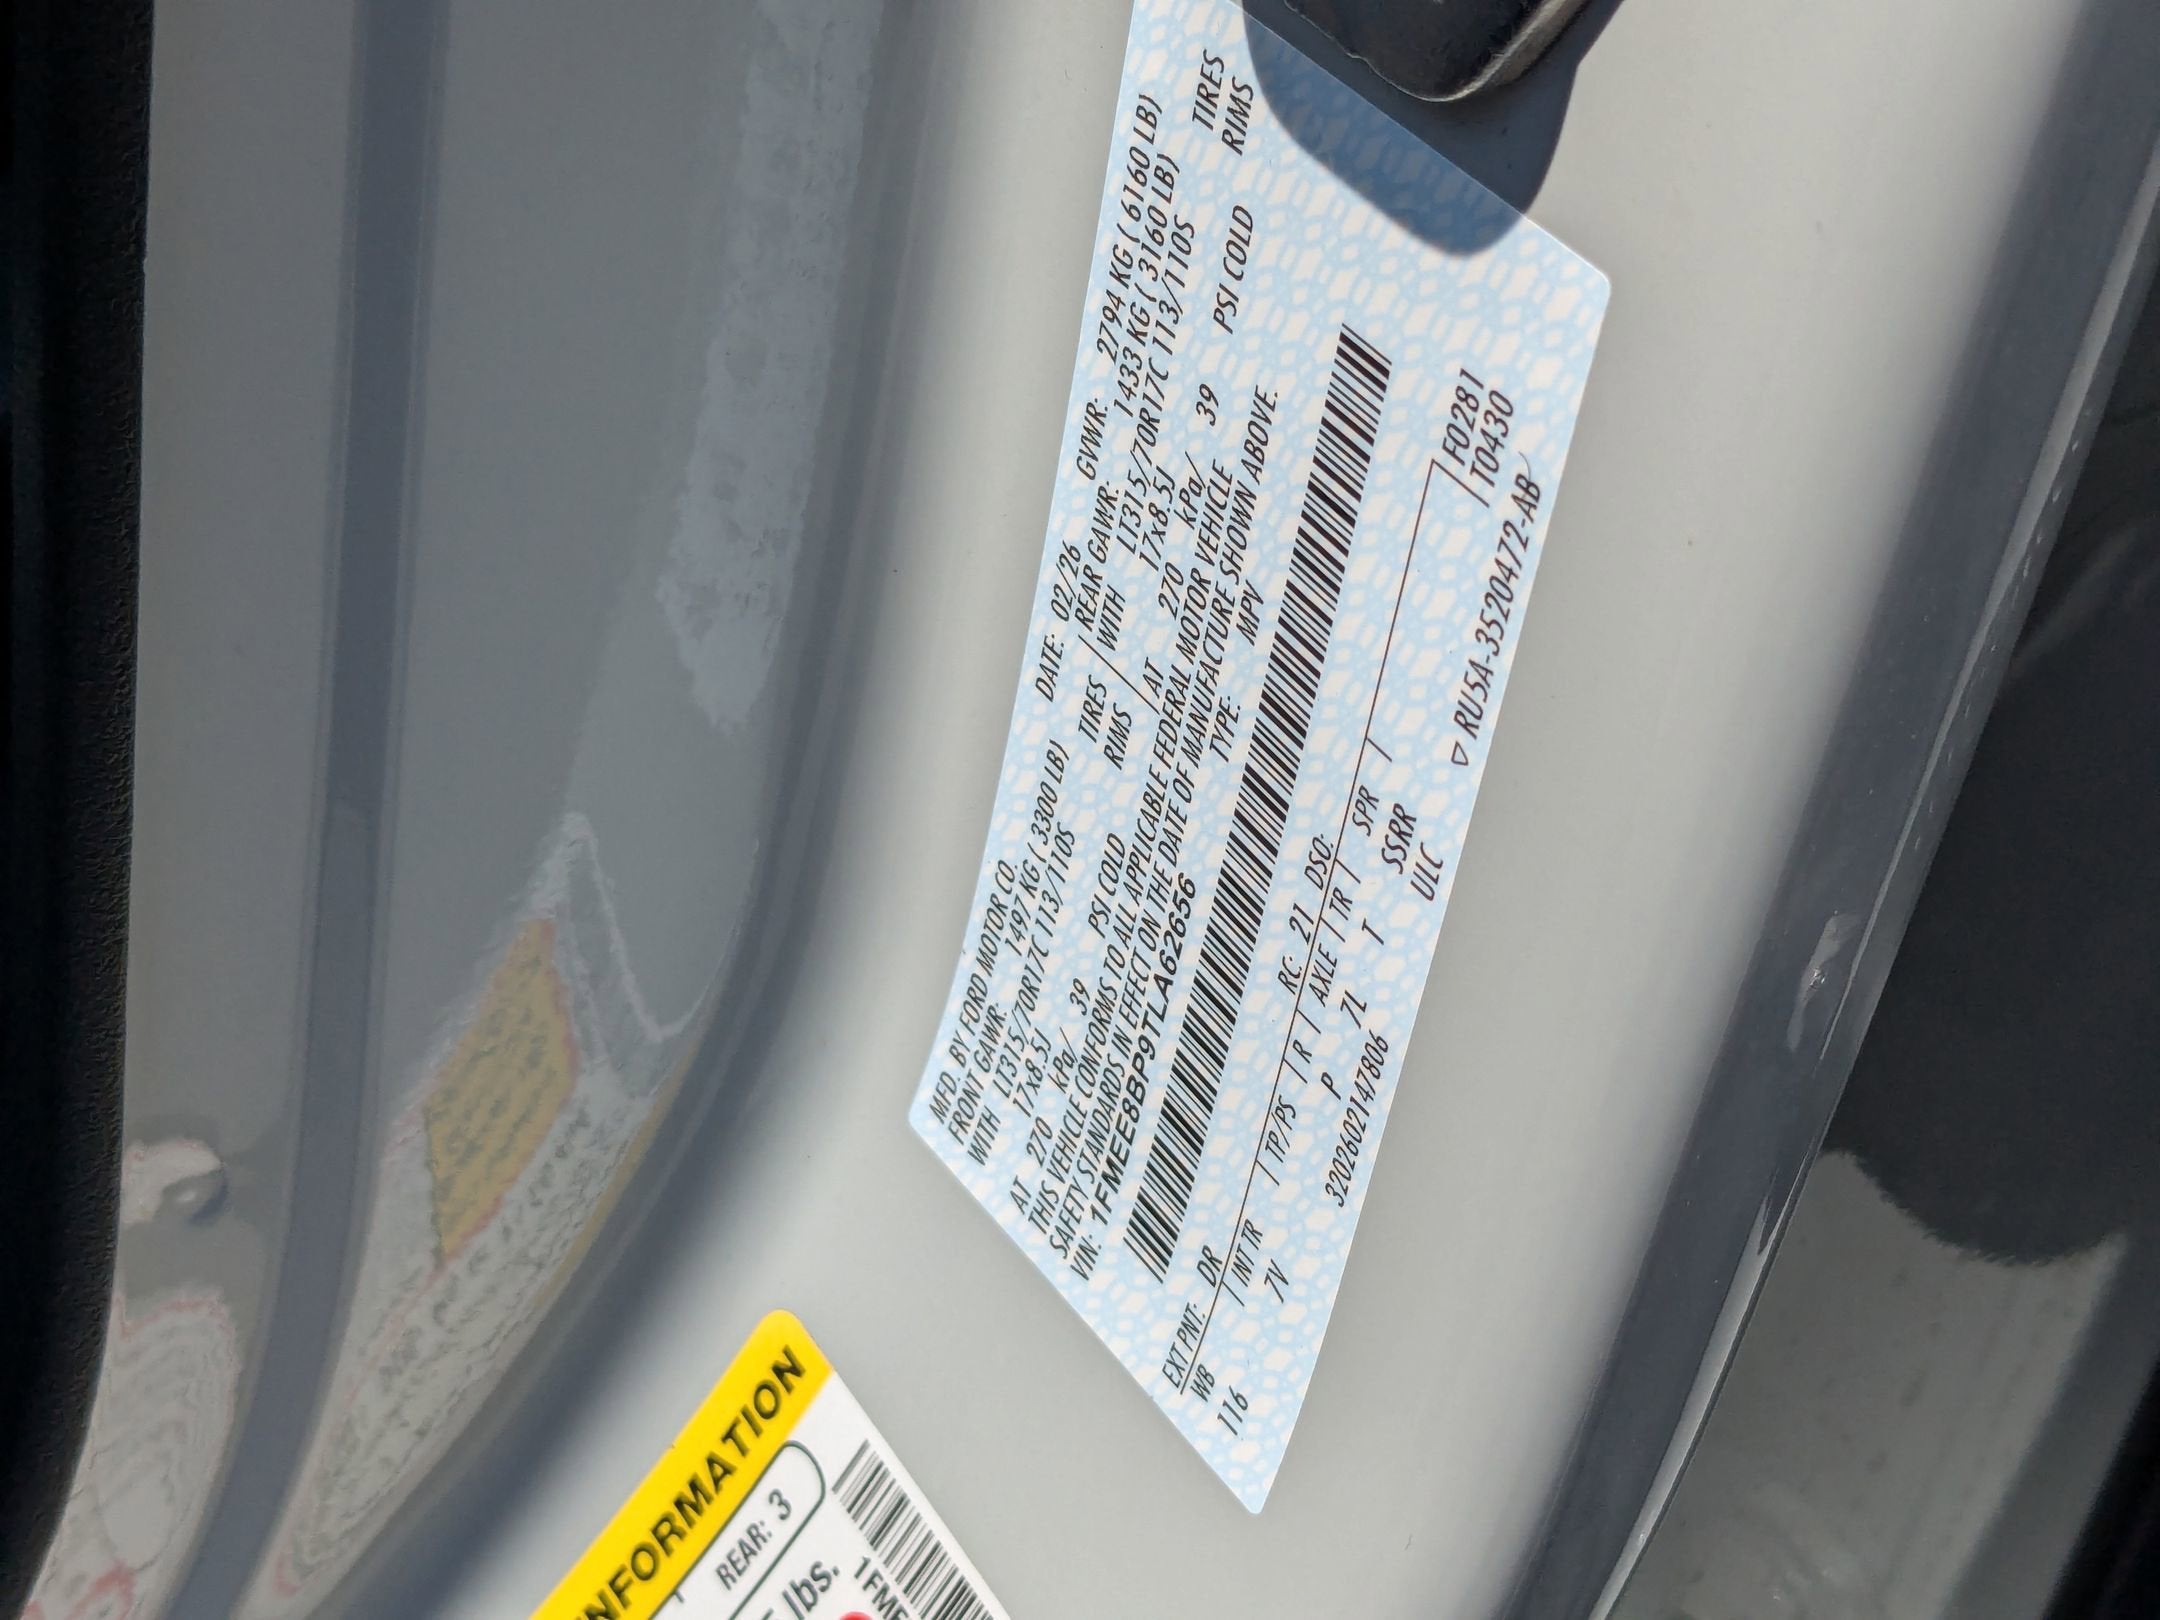 MFD. BY FORD MOTOR CO. DATE: 02/26 GVWR: 2794 KG ( 6160 LB)
FRONT GAWR: 1497 KG ( 3300 LB) REAR GAWR: 1433 KG ( 3160 LB)
WITH LT315/70R17C 113/110S TIRES WITH LT315/70R17C 113/110S TIRES
17x8.5J RIMS 17x8.5J RIMS
AT 270 kPa/ 39 PSI COLD AT 270 kPa/ 39 PSI COLD
THIS VEHICLE CONFORMS TO ALL APPLICABLE FEDERAL MOTOR VEHICLE
SAFETY STANDARDS IN EFFECT ON THE DATE OF MANUFACTURE SHOWN ABOVE.
VIN: 1FMEE8BP9TLA62656 TYPE: MPV
EXT PNT: DR RC: 21 DSO:
WB INT TR TP/PS R AXLE TR SPR F0281
116 7V P 7L T SSRR T0430
3202602147806 ULC
▽ RU5A-3520472-AB
INFORMATION
REAR: 3
lbs.